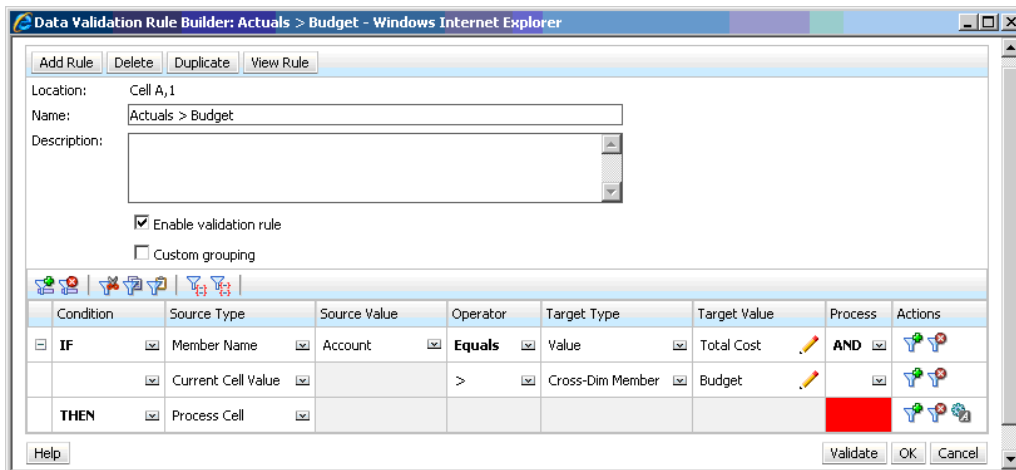 Data Validation Rule Builder: Actuals > Budget - Windows Internet Explorer
Add Rule Delete Duplicate View Rule
Location: Cell A,1
Name: Actuals > Budget
Description:
Enable validation rule
Custom grouping
Condition Source Type Source Value Operator Target Type Target Value Process Actions
IF Member Name Account Equals Value Total Cost AND
Current Cell Value > Cross-Dim Member Budget
THEN Process Cell
Help Validate OK Cancel